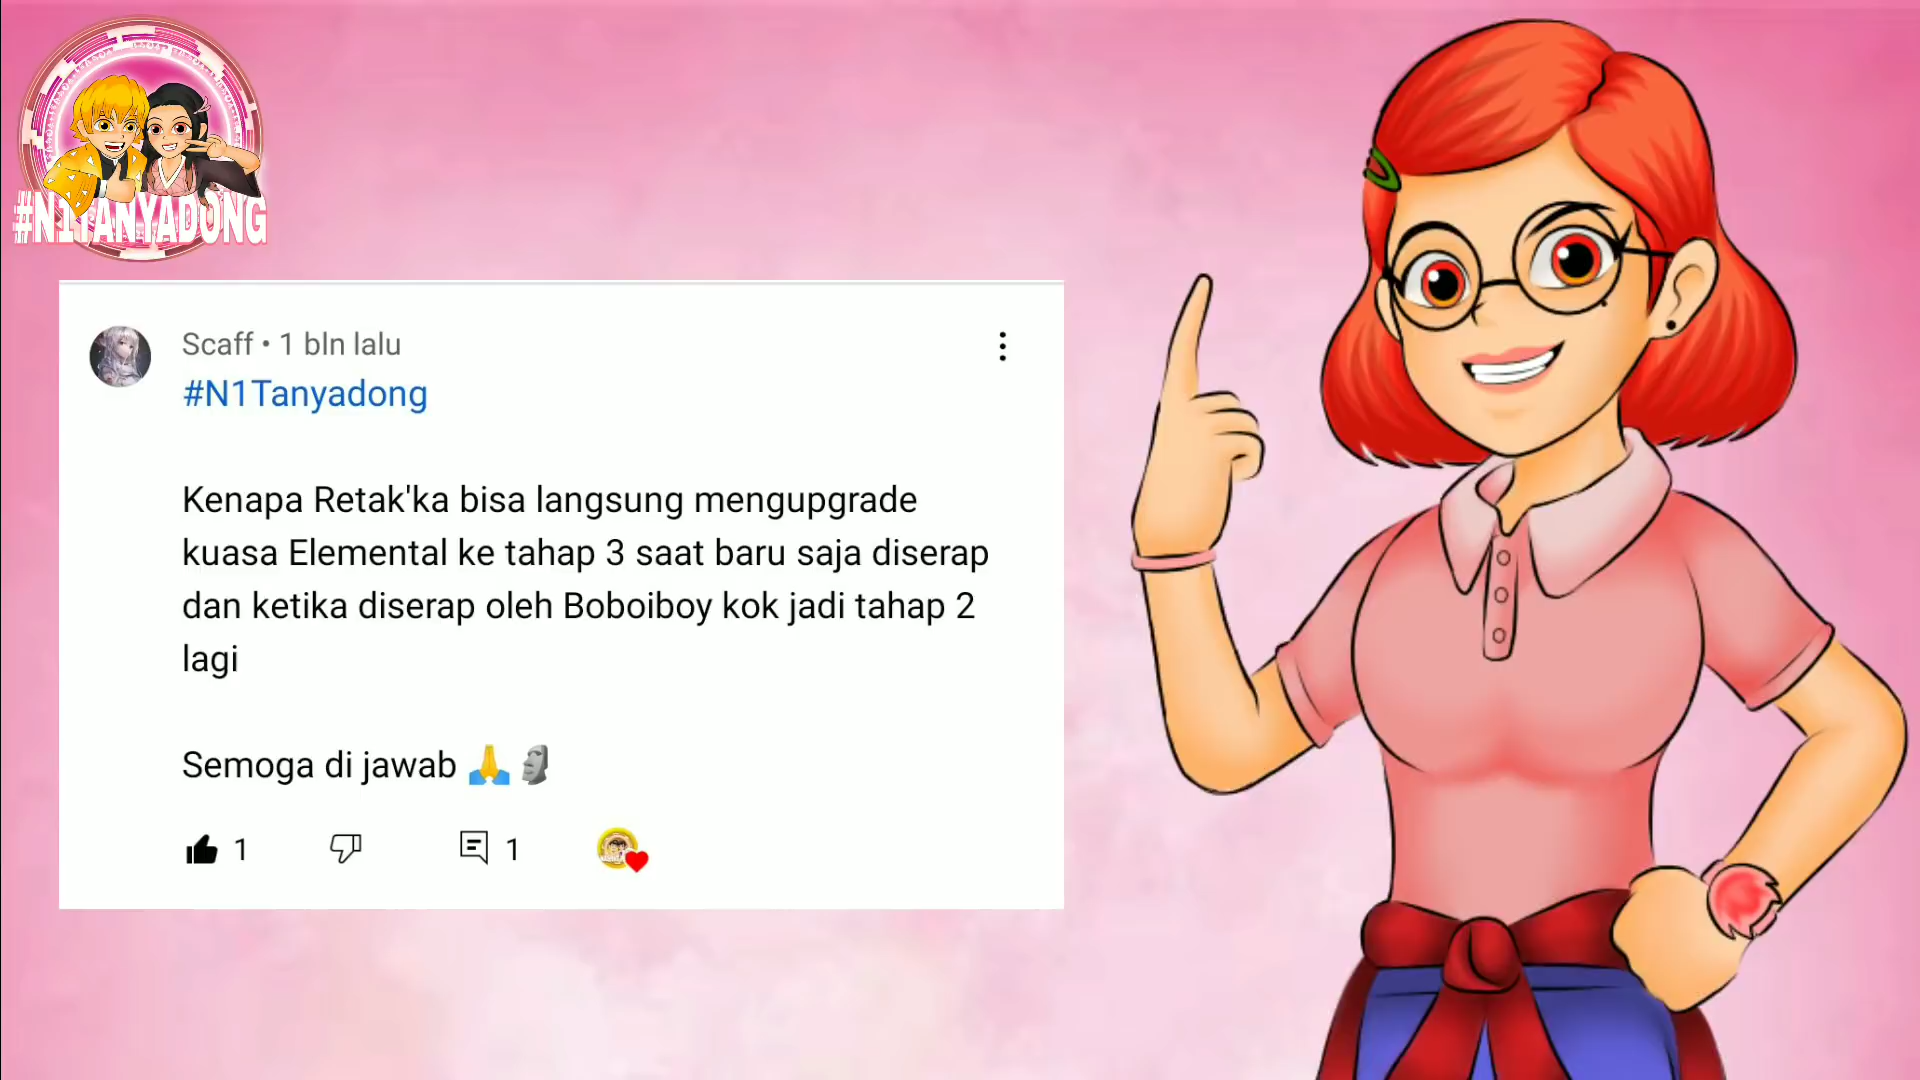 #N1TANYADONG
Scaff • 1 bln lalu
#N1Tanyadong
Kenapa Retak'ka bisa langsung mengupgrade
kuasa Elemental ke tahap 3 saat baru saja diserap
dan ketika diserap oleh Boboiboy kok jadi tahap 2
lagi
Semoga di jawab 🙏🗿
1
1